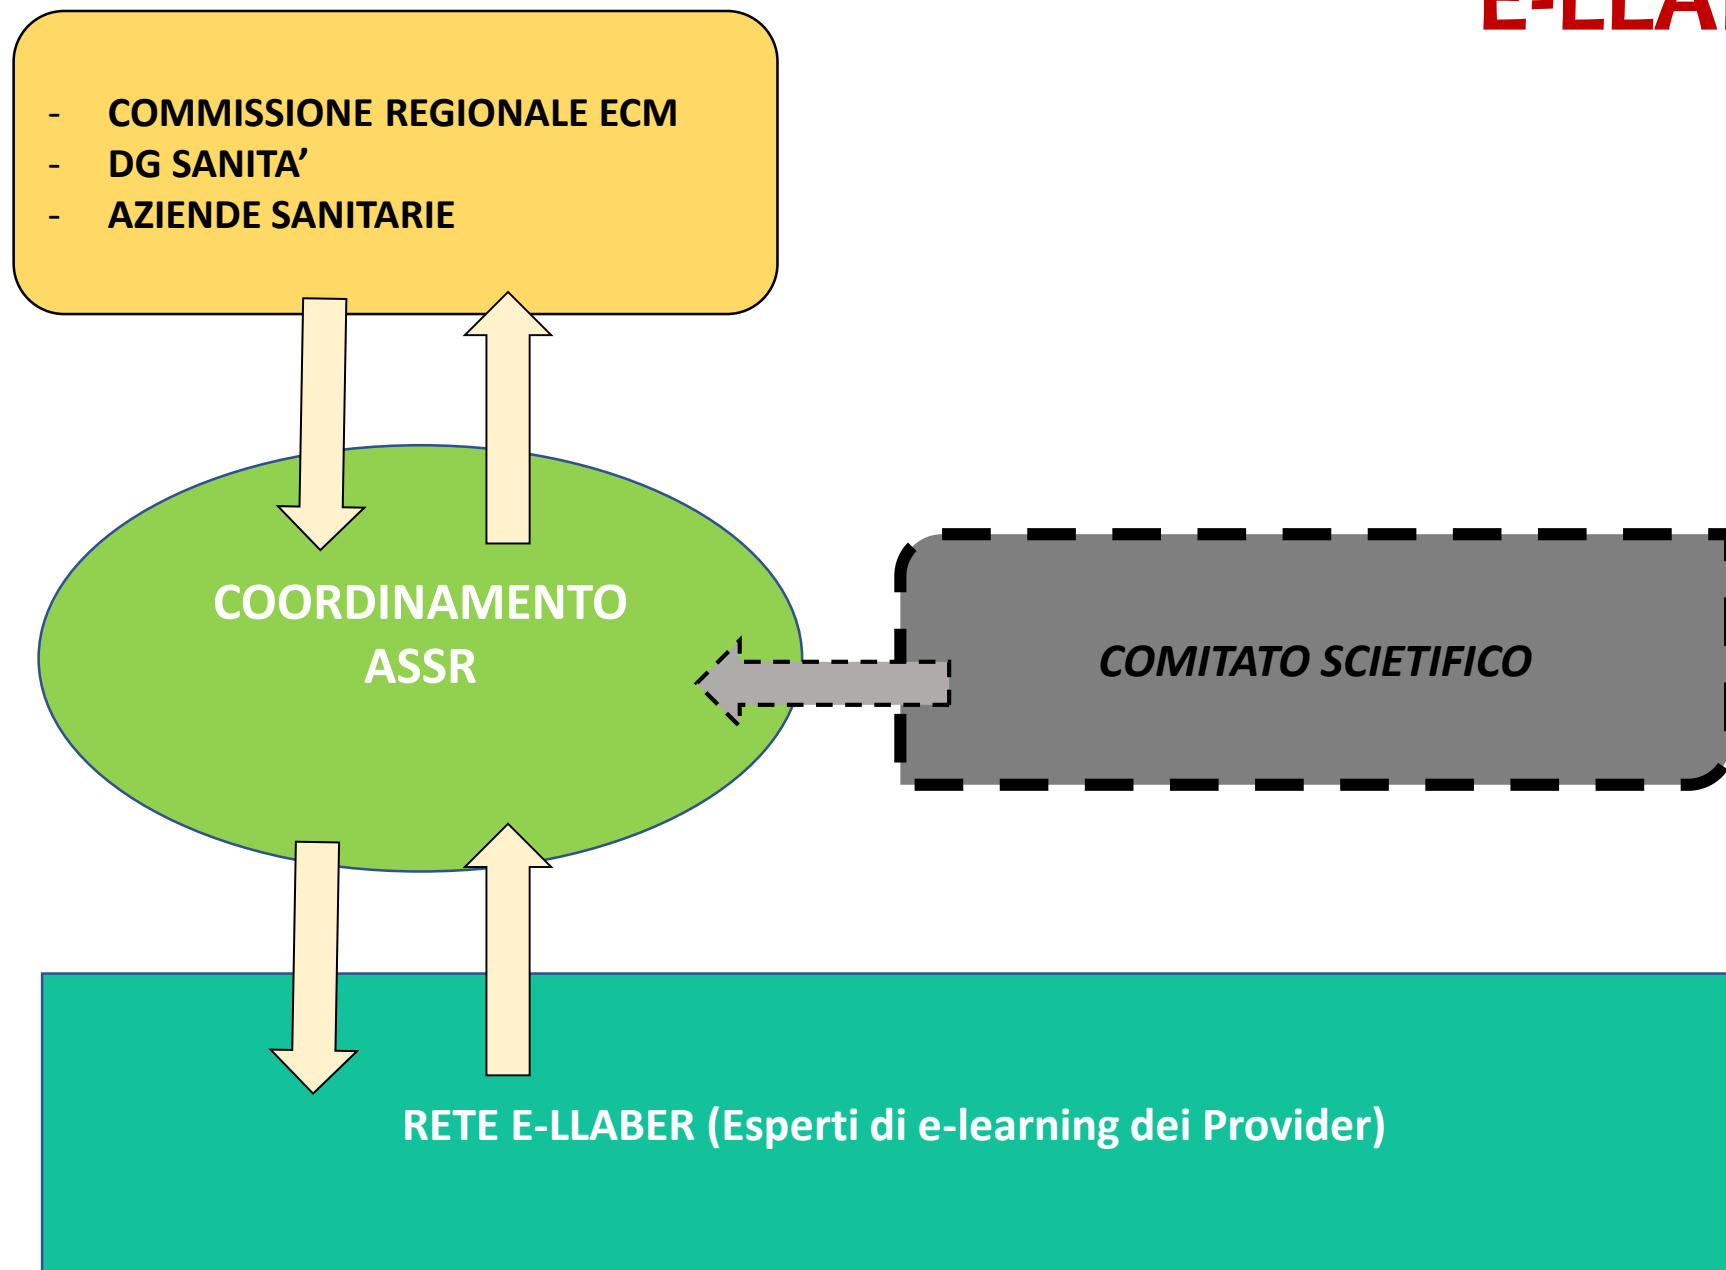 - COMMISSIONE REGIONALE ECM
- DG SANITA’
- AZIENDE SANITARIE
COORDINAMENTO
ASSR
COMITATO SCIETIFICO
RETE E-LLABER (Esperti di e-learning dei Provider)